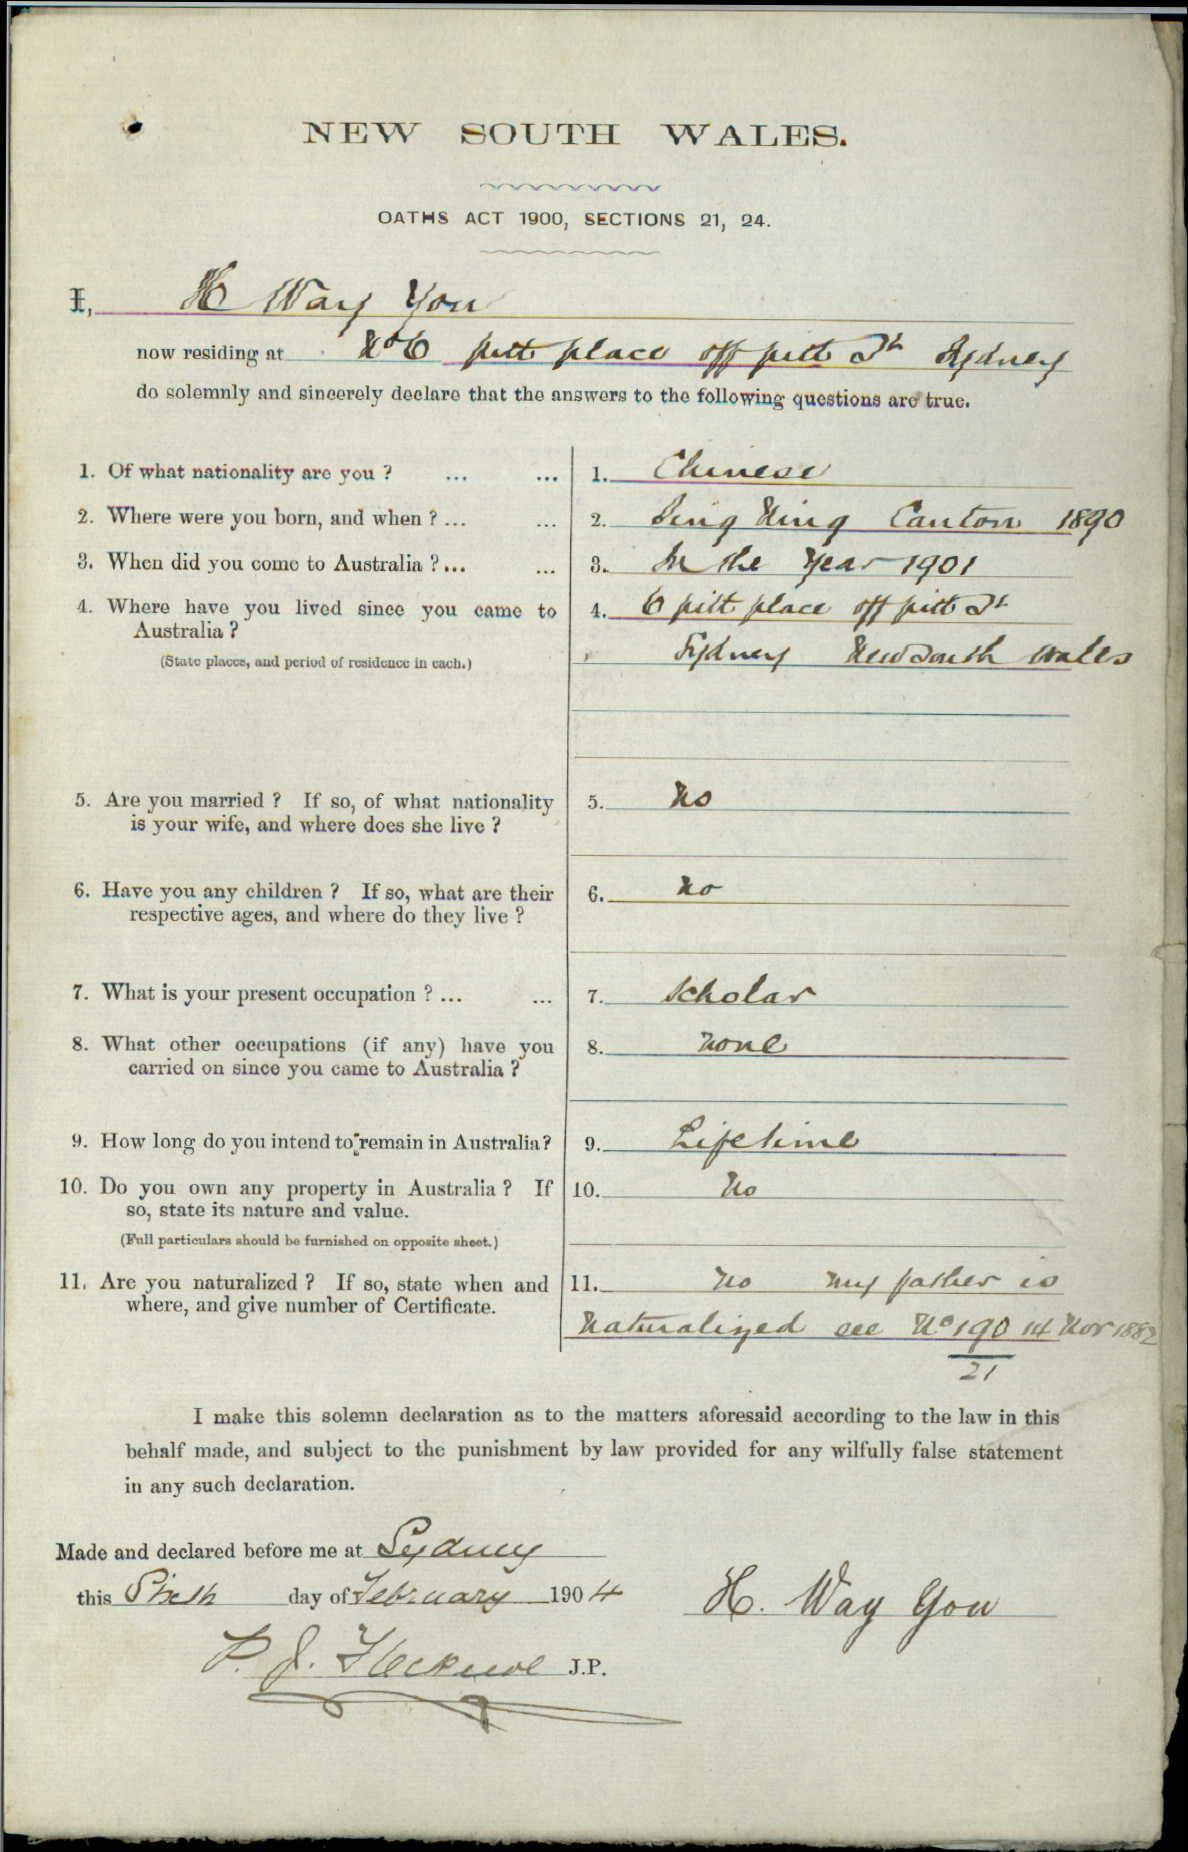 NEW SOUTH WALES.
OATHS ACT 1900, SECTIONS 21, 24.
I, H Way You
now residing at No 6 pitt place off pitt St Sydney
do solemnly and sincerely declare that the answers to the following questions are true.
1. Of what nationality are you ? ... ... 1. Chinese
2. Where were you born, and when ? ... ... 2. Sing Ning Canton 1890
3. When did you come to Australia ? ... ... 3. In the Year 1901
4. Where have you lived since you came to 4. 6 pitt place off pitt St
Australia ?
(State places, and period of residence in each.) Sydney New South Wales
5. Are you married ? If so, of what nationality 5. No
is your wife, and where does she live ?
6. Have you any children ? If so, what are their 6. no
respective ages, and where do they live ?
7. What is your present occupation ? ... ... 7. Scholar
8. What other occupations (if any) have you 8. none
carried on since you came to Australia ?
9. How long do you intend to remain in Australia? 9. Lifetime
10. Do you own any property in Australia ? If 10. No
so, state its nature and value.
(Full particulars should be furnished on opposite sheet.)
11. Are you naturalized ? If so, state when and 11. No my father is
where, and give number of Certificate. Naturalized see No 190 14 Nov 1882
21
I make this solemn declaration as to the matters aforesaid according to the law in this
behalf made, and subject to the punishment by law provided for any wilfully false statement
in any such declaration.
Made and declared before me at Sydney
this Sixth day of February 1904 H. Way You
P. J. J.P.